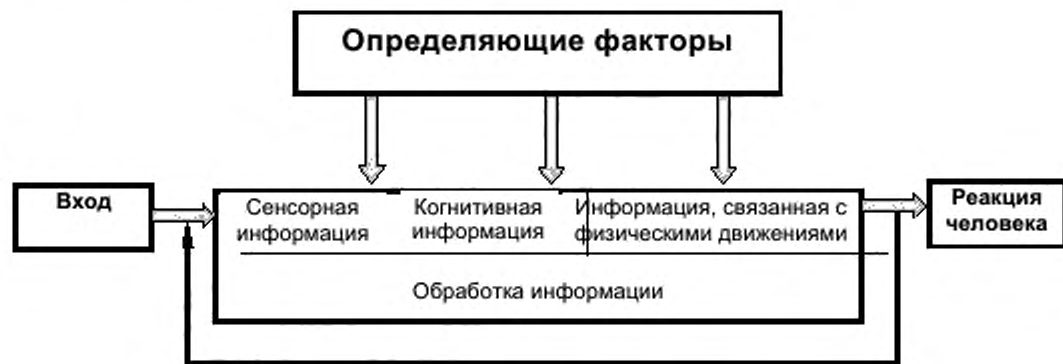 Определяющие факторы
Вход
Сенсорная
информация
Когнитивная
информация
Информация, связанная с
физическими движениями
Обработка информации
Реакция
человека